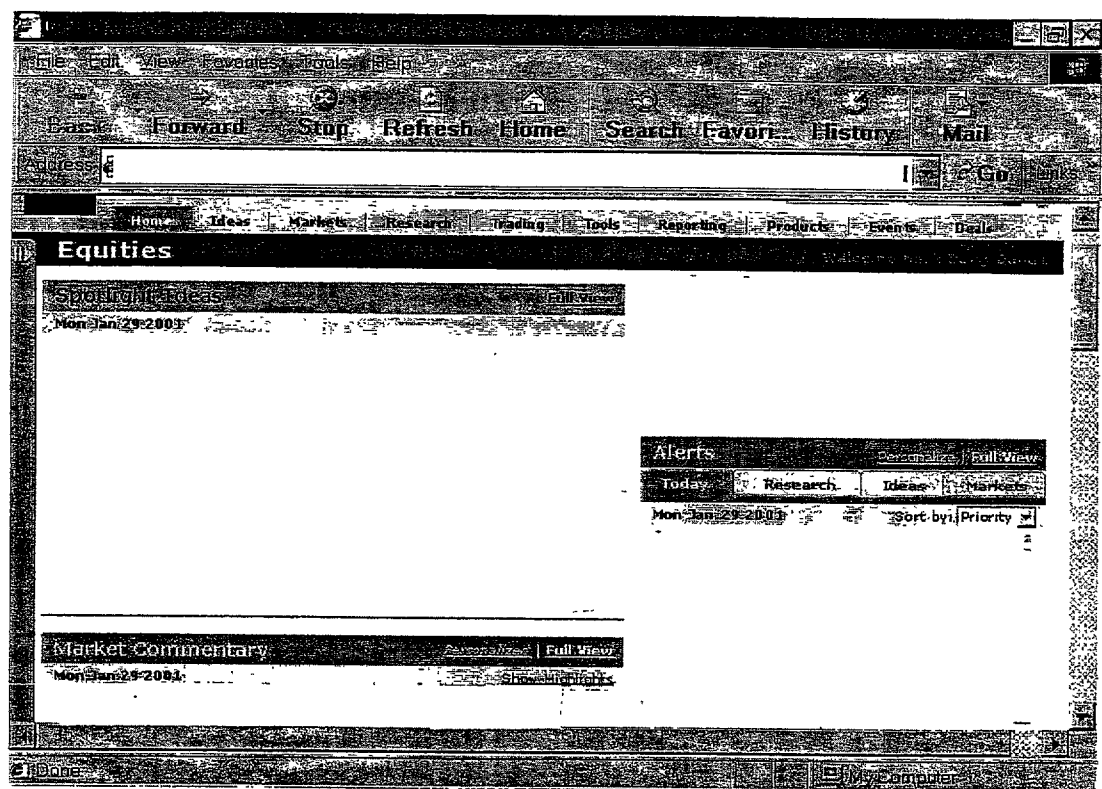 File Edit View Favorites Tools Help
Back Forward Stop Refresh Home Search Favori... History Mail
Address Go Links
Home Ideas Markets Research Trading Tools Reporting Products Events Deals
Equities
Spotlight Ideas Full View
Mon Jan 29 2001
Alerts Personalize | Full View
Today Research Ideas Markets
Mon Jan 29 2001 Sort by: Priority
Market Commentary Personalize | Full View
Mon Jan 29 2001 Show Highlights
Done My Computer